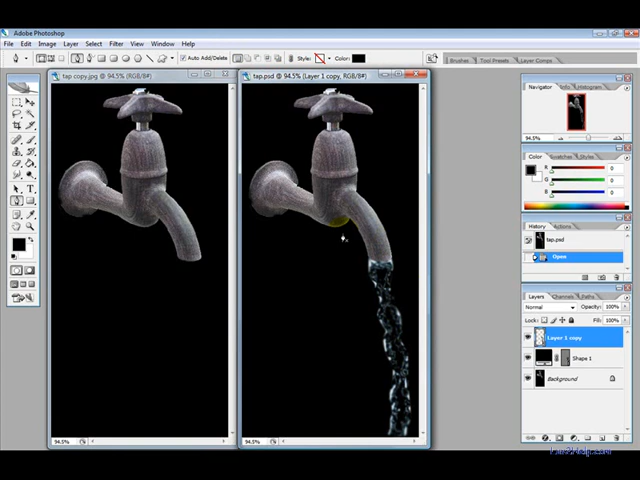 Adobe Photoshop
File Edit Image Layer Select Filter View Window Help
Auto Add/Delete
Style:
Color:
Brushes Tool Presets Layer Comps
tap copy.jpg @ 94.5% (RGB/8#)
tap.psd @ 94.5% (Layer 1 copy, RGB/8#)
Navigator Info Histogram
94.5%
Color Swatches Styles
R 0
G 0
B 0
History Actions
tap.psd
Open
Layers Channels Paths
Normal Opacity: 100%
Lock: Fill: 100%
Layer 1 copy
Shape 1
Background
94.5%
94.5%